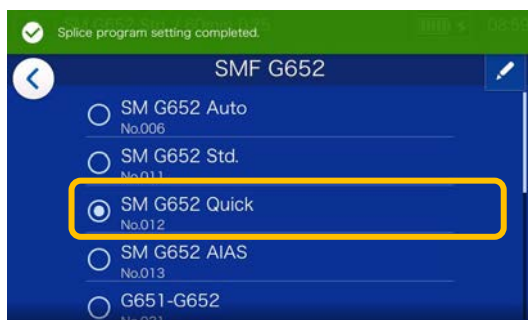 Splice program setting completed.
SMF G652
SM G652 Auto
No.006
SM G652 Std.
No.011
SM G652 Quick
No.012
SM G652 AIAS
No.013
G651-G652